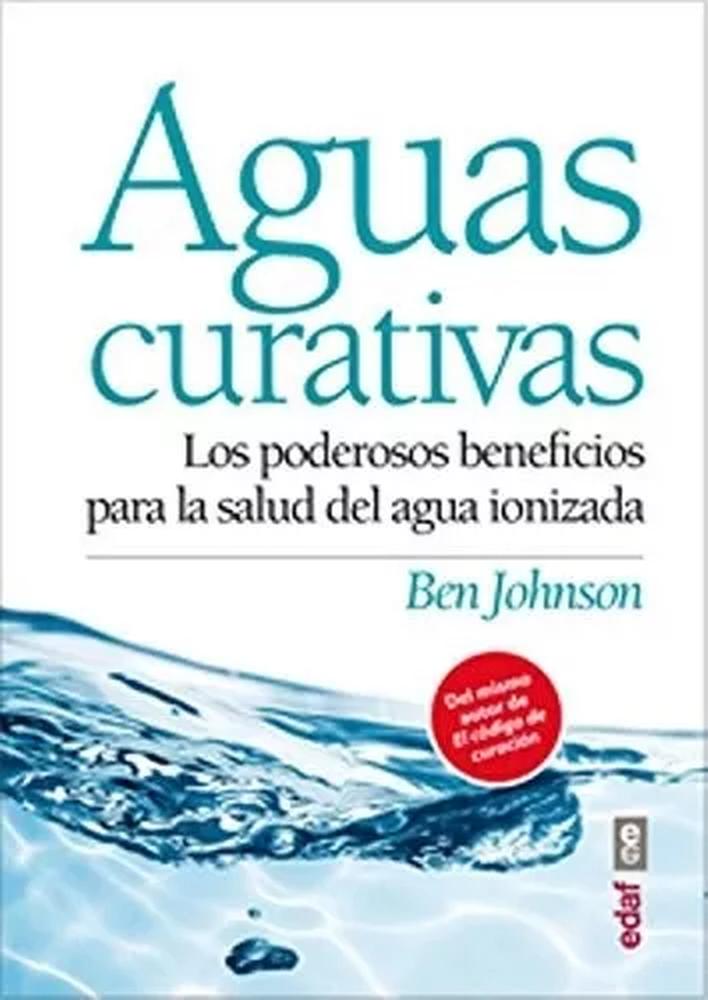 Aguas
curativas
Los poderosos beneficios
para la salud del agua ionizada
Ben Johnson
Del mismo
autor de
El código de
curación
edaf